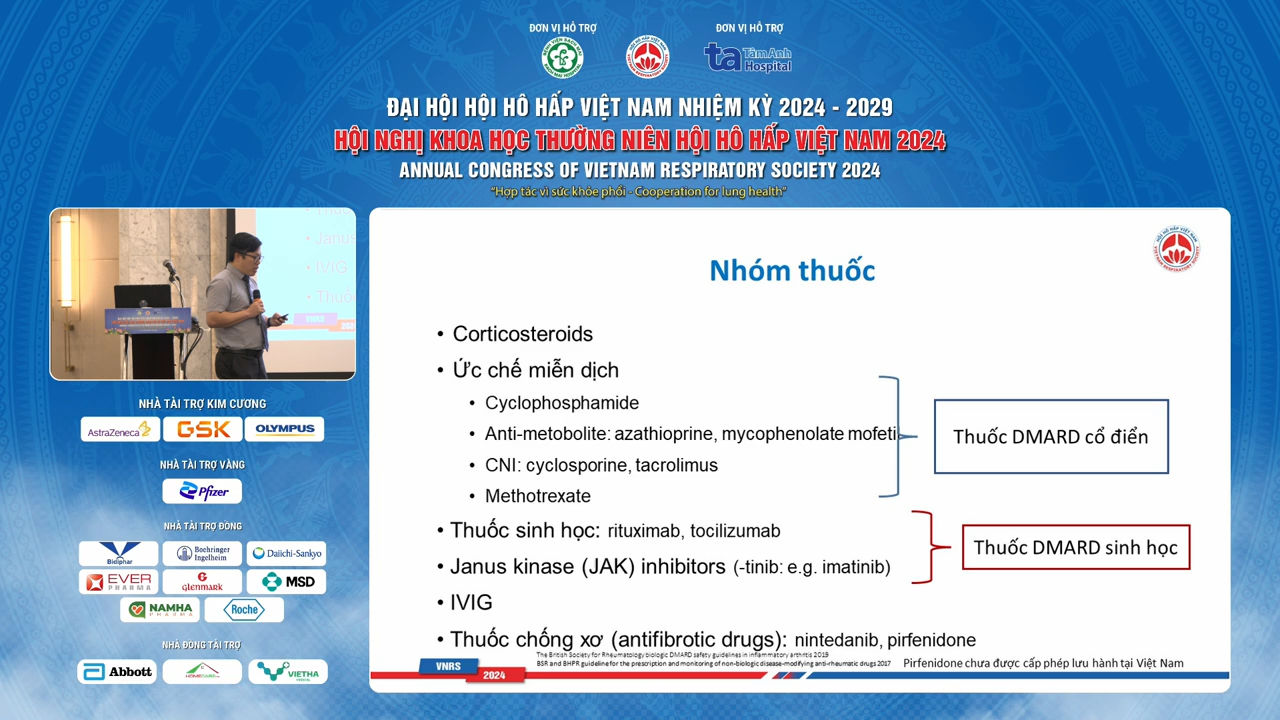 ĐƠN VỊ HỖ TRỢ
ĐƠN VỊ HỖ TRỢ
ta TâmAnh Hospital
ĐẠI HỘI HỘI HÔ HẤP VIỆT NAM NHIỆM KỲ 2024 - 2029
HỘI NGHỊ KHOA HỌC THƯỜNG NIÊN HỘI HÔ HẤP VIỆT NAM 2024
ANNUAL CONGRESS OF VIETNAM RESPIRATORY SOCIETY 2024
"Hợp tác vì sức khỏe phổi - Cooperation for lung health"
• Janus
• IVIG
• Thuố
VNRS
NHÀ TÀI TRỢ KIM CƯƠNG
AstraZeneca
GSK
OLYMPUS
NHÀ TÀI TRỢ VÀNG
Pfizer
NHÀ TÀI TRỢ ĐỒNG
Bidiphar
Boehringer Ingelheim
Daiichi-Sankyo
EVER PHARMA
GLENMARK
MSD
NAMHA PHARMA
Roche
NHÀ ĐỒNG TÀI TRỢ
Abbott
VIETHA
Nhóm thuốc
• Corticosteroids
• Ức chế miễn dịch
• Cyclophosphamide
• Anti-metobolite: azathioprine, mycophenolate mofeti
• CNI: cyclosporine, tacrolimus
• Methotrexate
Thuốc DMARD cổ điển
• Thuốc sinh học: rituximab, tocilizumab
• Janus kinase (JAK) inhibitors (-tinib: e.g. imatinib)
Thuốc DMARD sinh học
• IVIG
• Thuốc chống xơ (antifibrotic drugs): nintedanib, pirfenidone
The British Society for Rheumatology biologic DMARD safety guidelines in inflammatory arthritis 2019
BSR and BHPR guideline for the prescription and monitoring of non-biologic disease-modifying anti-rheumatic drugs 2017
Pirfenidone chưa được cấp phép lưu hành tại Việt Nam
VNRS
2024